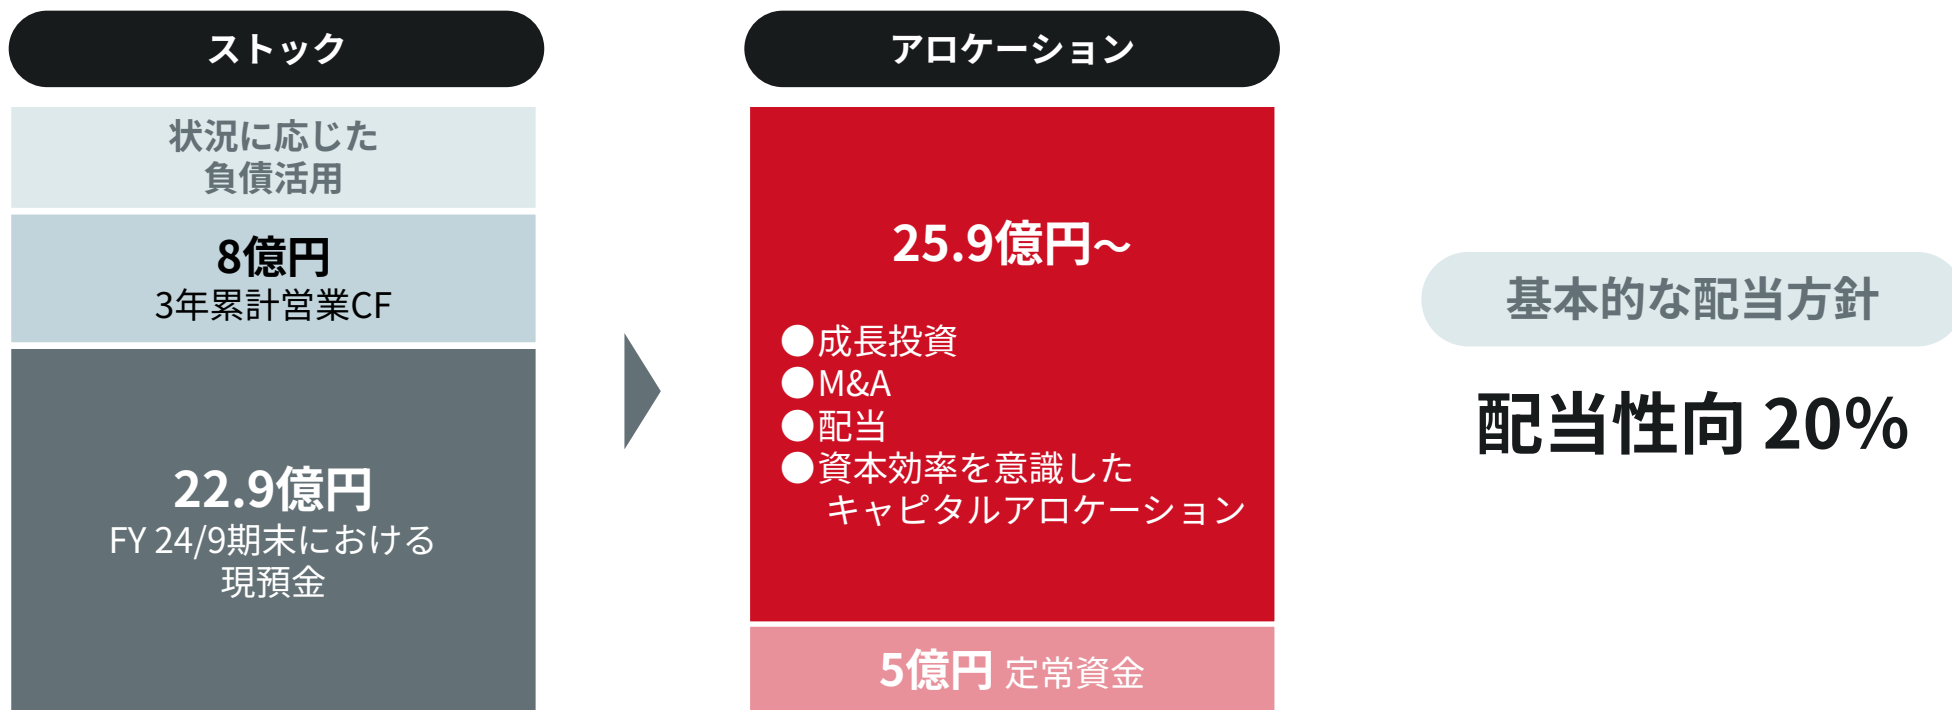 ストック
状況に応じた
負債活用
8億円
3年累計営業CF
22.9億円
FY 24/9期末における
現預金
アロケーション
25.9億円～
●成長投資
●M&A
●配当
●資本効率を意識した
キャピタルアロケーション
5億円 定常資金
基本的な配当方針
配当性向 20%